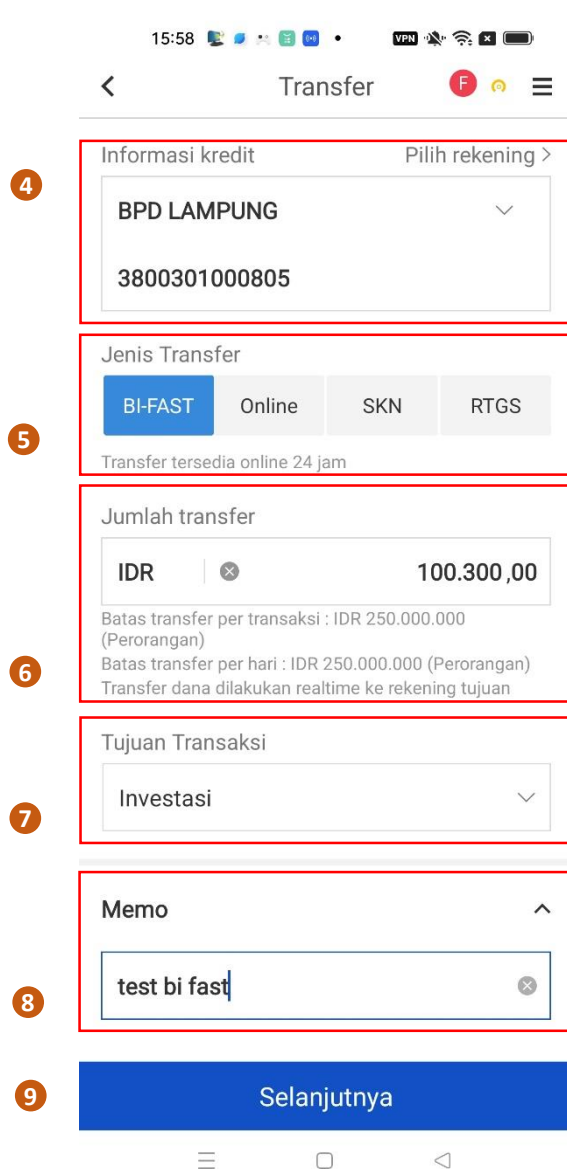 15:58
VPN
Transfer
F
4
Informasi kredit Pilih rekening >
BPD LAMPUNG
3800301000805
5
Jenis Transfer
BI-FAST Online SKN RTGS
Transfer tersedia online 24 jam
6
Jumlah transfer
IDR 100.300,00
Batas transfer per transaksi : IDR 250.000.000
(Perorangan)
Batas transfer per hari : IDR 250.000.000 (Perorangan)
Transfer dana dilakukan realtime ke rekening tujuan
7
Tujuan Transaksi
Investasi
8
Memo
test bi fast
9
Selanjutnya